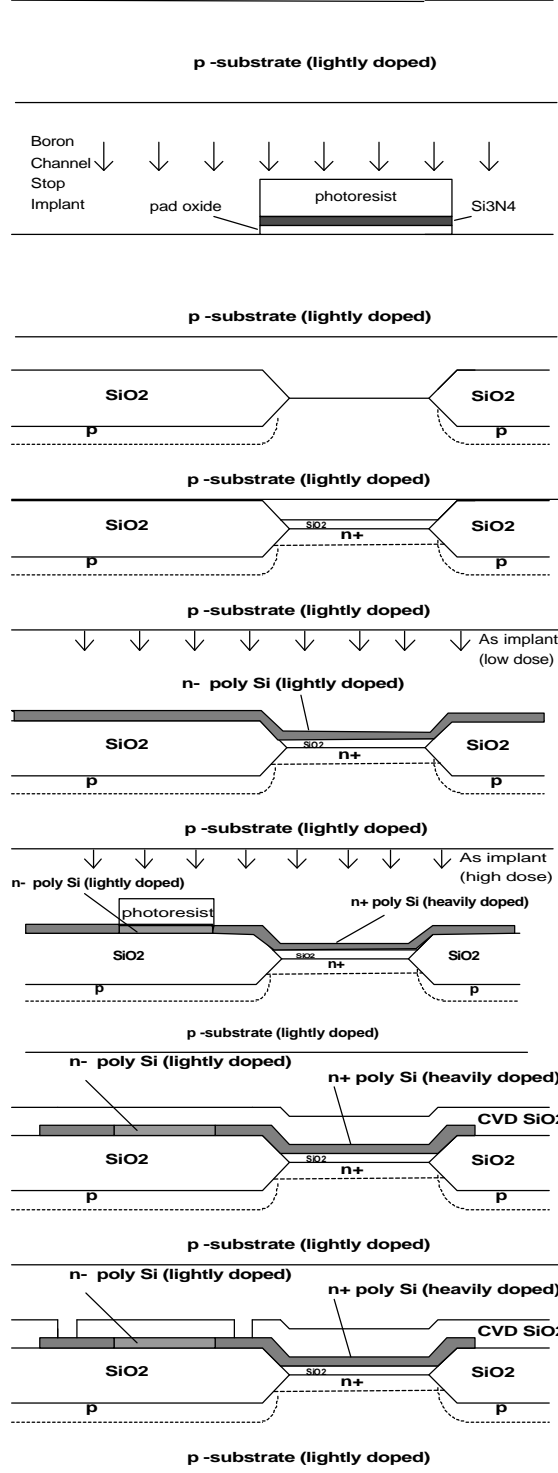 p -substrate (lightly doped)
Boron
Channel
Stop
Implant
photoresist
pad oxide
Si3N4
p -substrate (lightly doped)
SiO2
SiO2
p
p
p -substrate (lightly doped)
SiO2
SiO2
SiO2
n+
p
p
p -substrate (lightly doped)
As implant
(low dose)
n- poly Si (lightly doped)
SiO2
SiO2
SiO2
n+
p
p
p -substrate (lightly doped)
As implant
(high dose)
n- poly Si (lightly doped)
photoresist
n+ poly Si (heavily doped)
SiO2
SiO2
SiO2
n+
p
p
p -substrate (lightly doped)
n- poly Si (lightly doped)
n+ poly Si (heavily doped)
CVD SiO2
SiO2
SiO2
SiO2
n+
p
p
p -substrate (lightly doped)
n- poly Si (lightly doped)
n+ poly Si (heavily doped)
CVD SiO2
SiO2
SiO2
SiO2
n+
p
p
p -substrate (lightly doped)